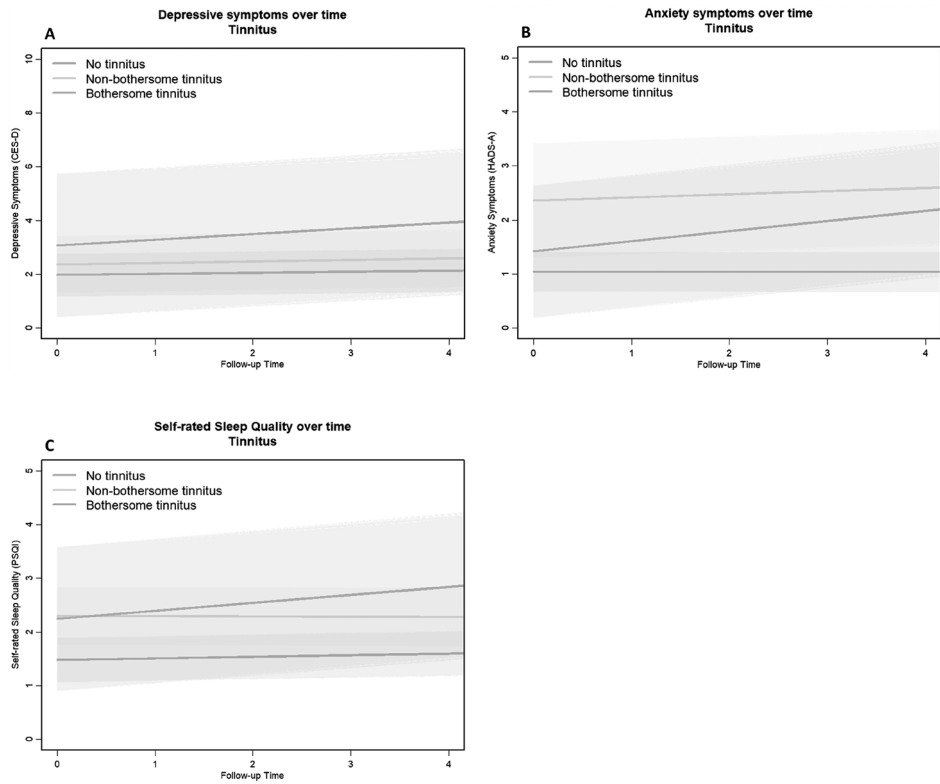 A
Depressive symptoms over time
Tinnitus
No tinnitus
Non-bothersome tinnitus
Bothersome tinnitus
Depressive Symptoms (CES-D)
0
2
4
6
8
10
0 1 2 3 4
Follow-up Time
B
Anxiety symptoms over time
Tinnitus
No tinnitus
Non-bothersome tinnitus
Bothersome tinnitus
Anxiety Symptoms (HADS-A)
0
1
2
3
4
5
0 1 2 3 4
Follow-up Time
C
Self-rated Sleep Quality over time
Tinnitus
No tinnitus
Non-bothersome tinnitus
Bothersome tinnitus
Self-rated Sleep Quality (PSQI)
0
1
2
3
4
5
0 1 2 3 4
Follow-up Time